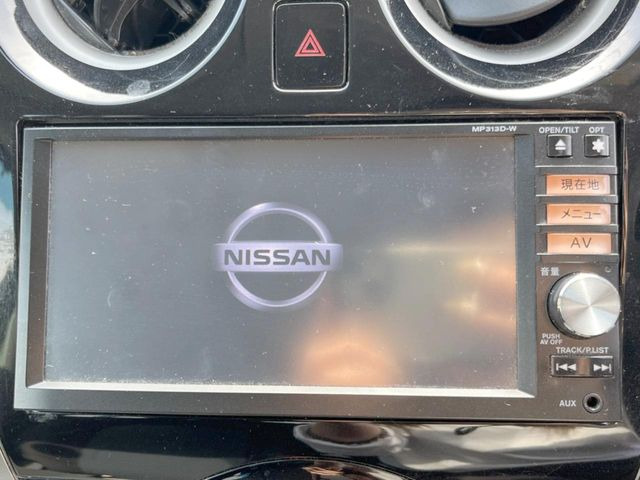 MP313D-W
OPEN/TILT OPT
現在地
メニュー
AV
音量
NISSAN
PUSH
AV OFF
TRACK/P.LIST
AUX